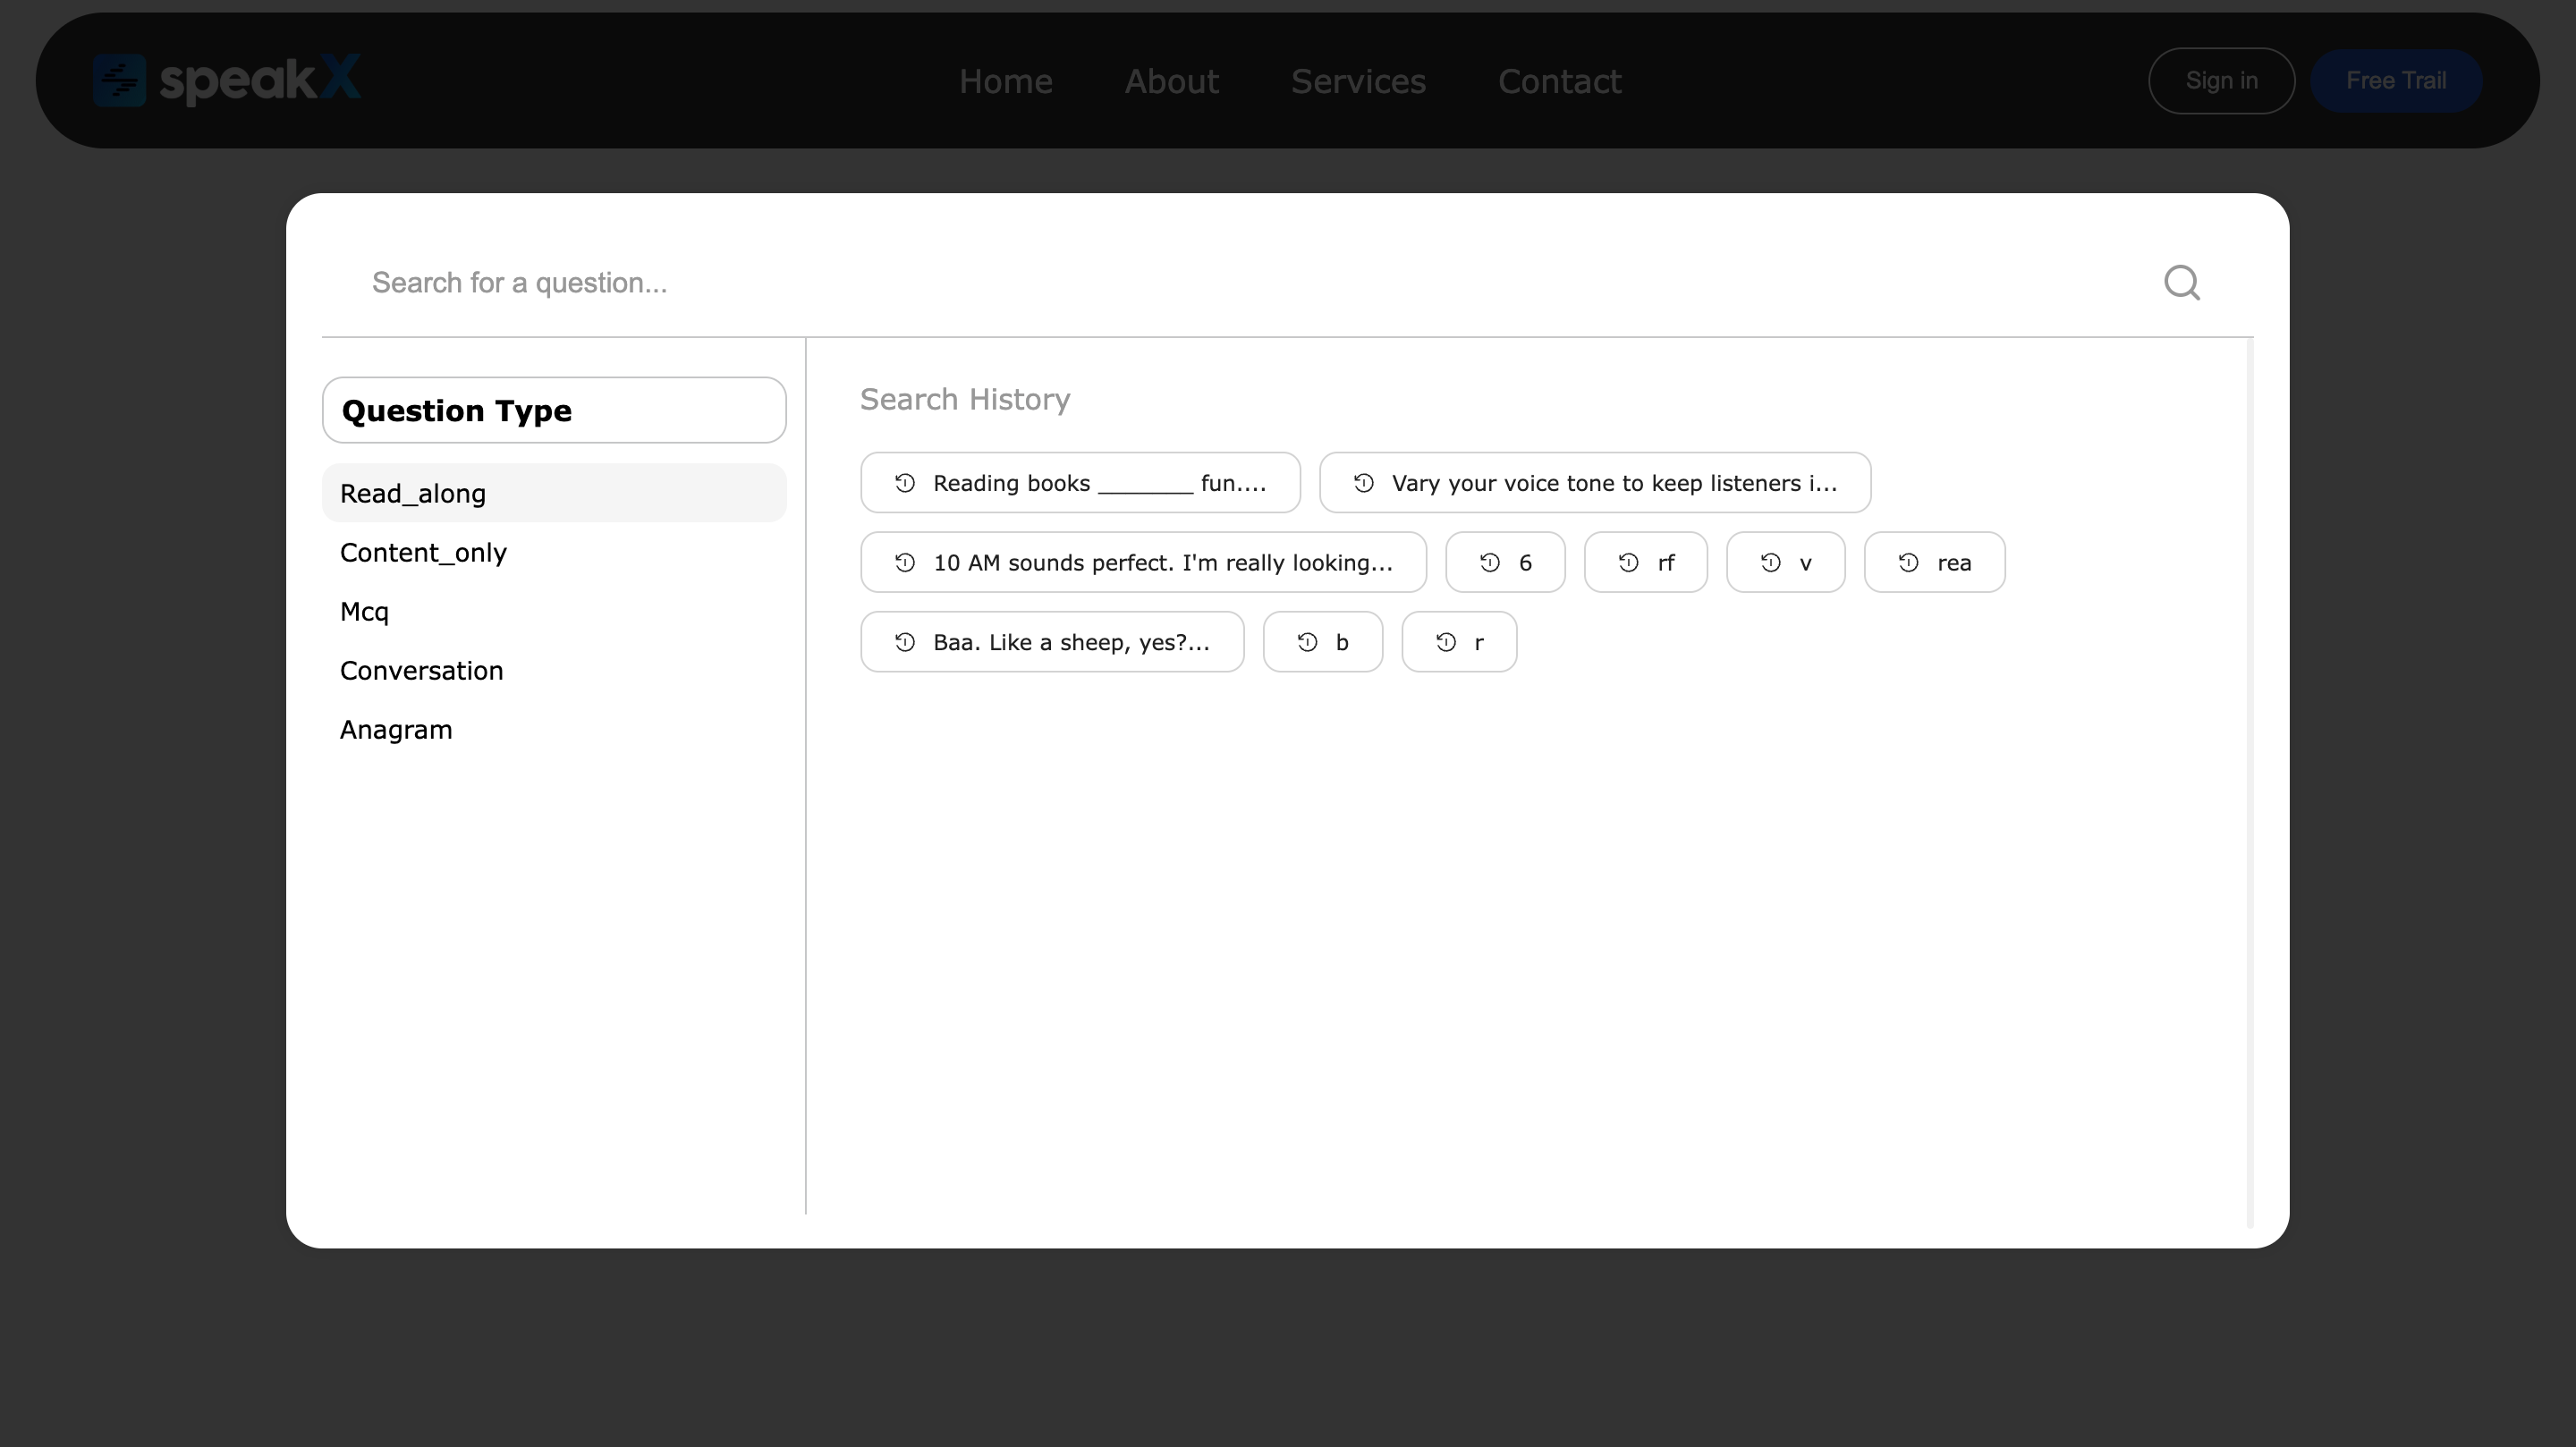 speakX Home About Services Contact Sign in Free Trail
Search for a question...
Question Type
Read_along
Content_only
Mcq
Conversation
Anagram
Search History
Reading books ________ fun.... Vary your voice tone to keep listeners i...
10 AM sounds perfect. I'm really looking... 6 rf v rea
Baa. Like a sheep, yes?... b r